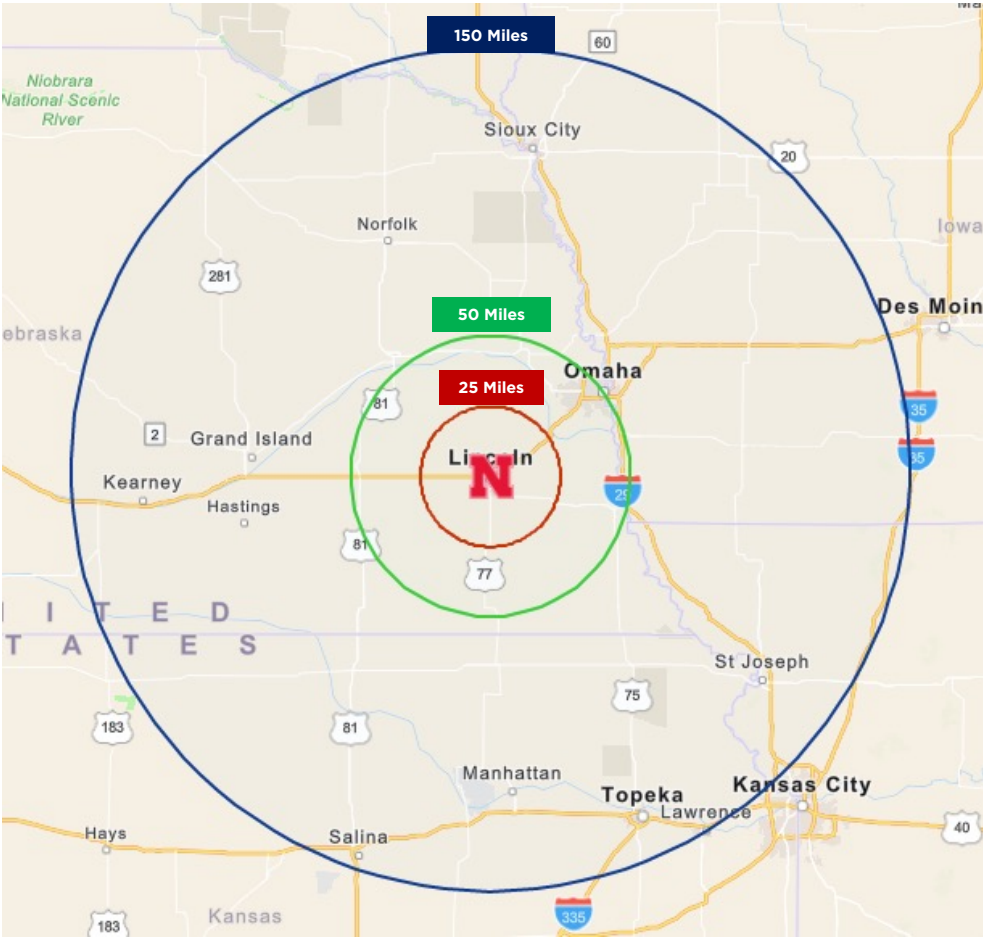 Ma
150 Miles
60
Niobrara
National Scenic
River
Sioux City
20
Norfolk
Iowa
281
Des Moin
50 Miles
ebraska
Omaha
25 Miles
81
35
2
Grand Island
Lincoln
35
Kearney
N
29
Hastings
81
77
I T E D
T A T E S
St Joseph
75
183
81
Manhattan
Kansas City
Topeka
Lawrence
Hays
Salina
40
335
Kansas
183